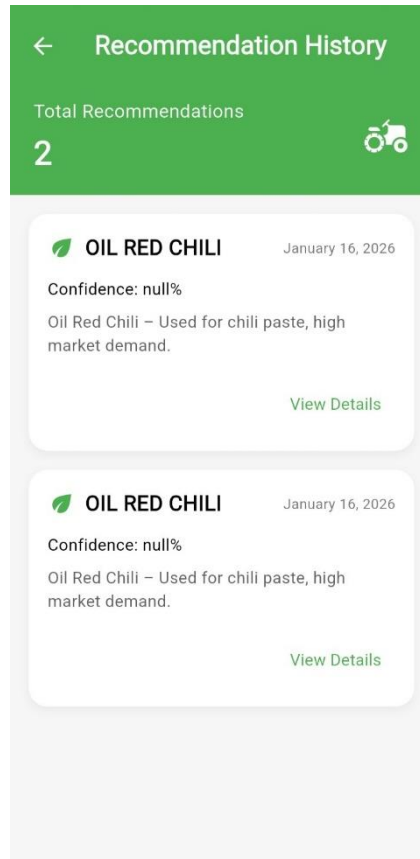 Recommendation History
Total Recommendations
2
OIL RED CHILI
January 16, 2026
Confidence: null%
Oil Red Chili – Used for chili paste, high
market demand.
View Details
OIL RED CHILI
January 16, 2026
Confidence: null%
Oil Red Chili – Used for chili paste, high
market demand.
View Details